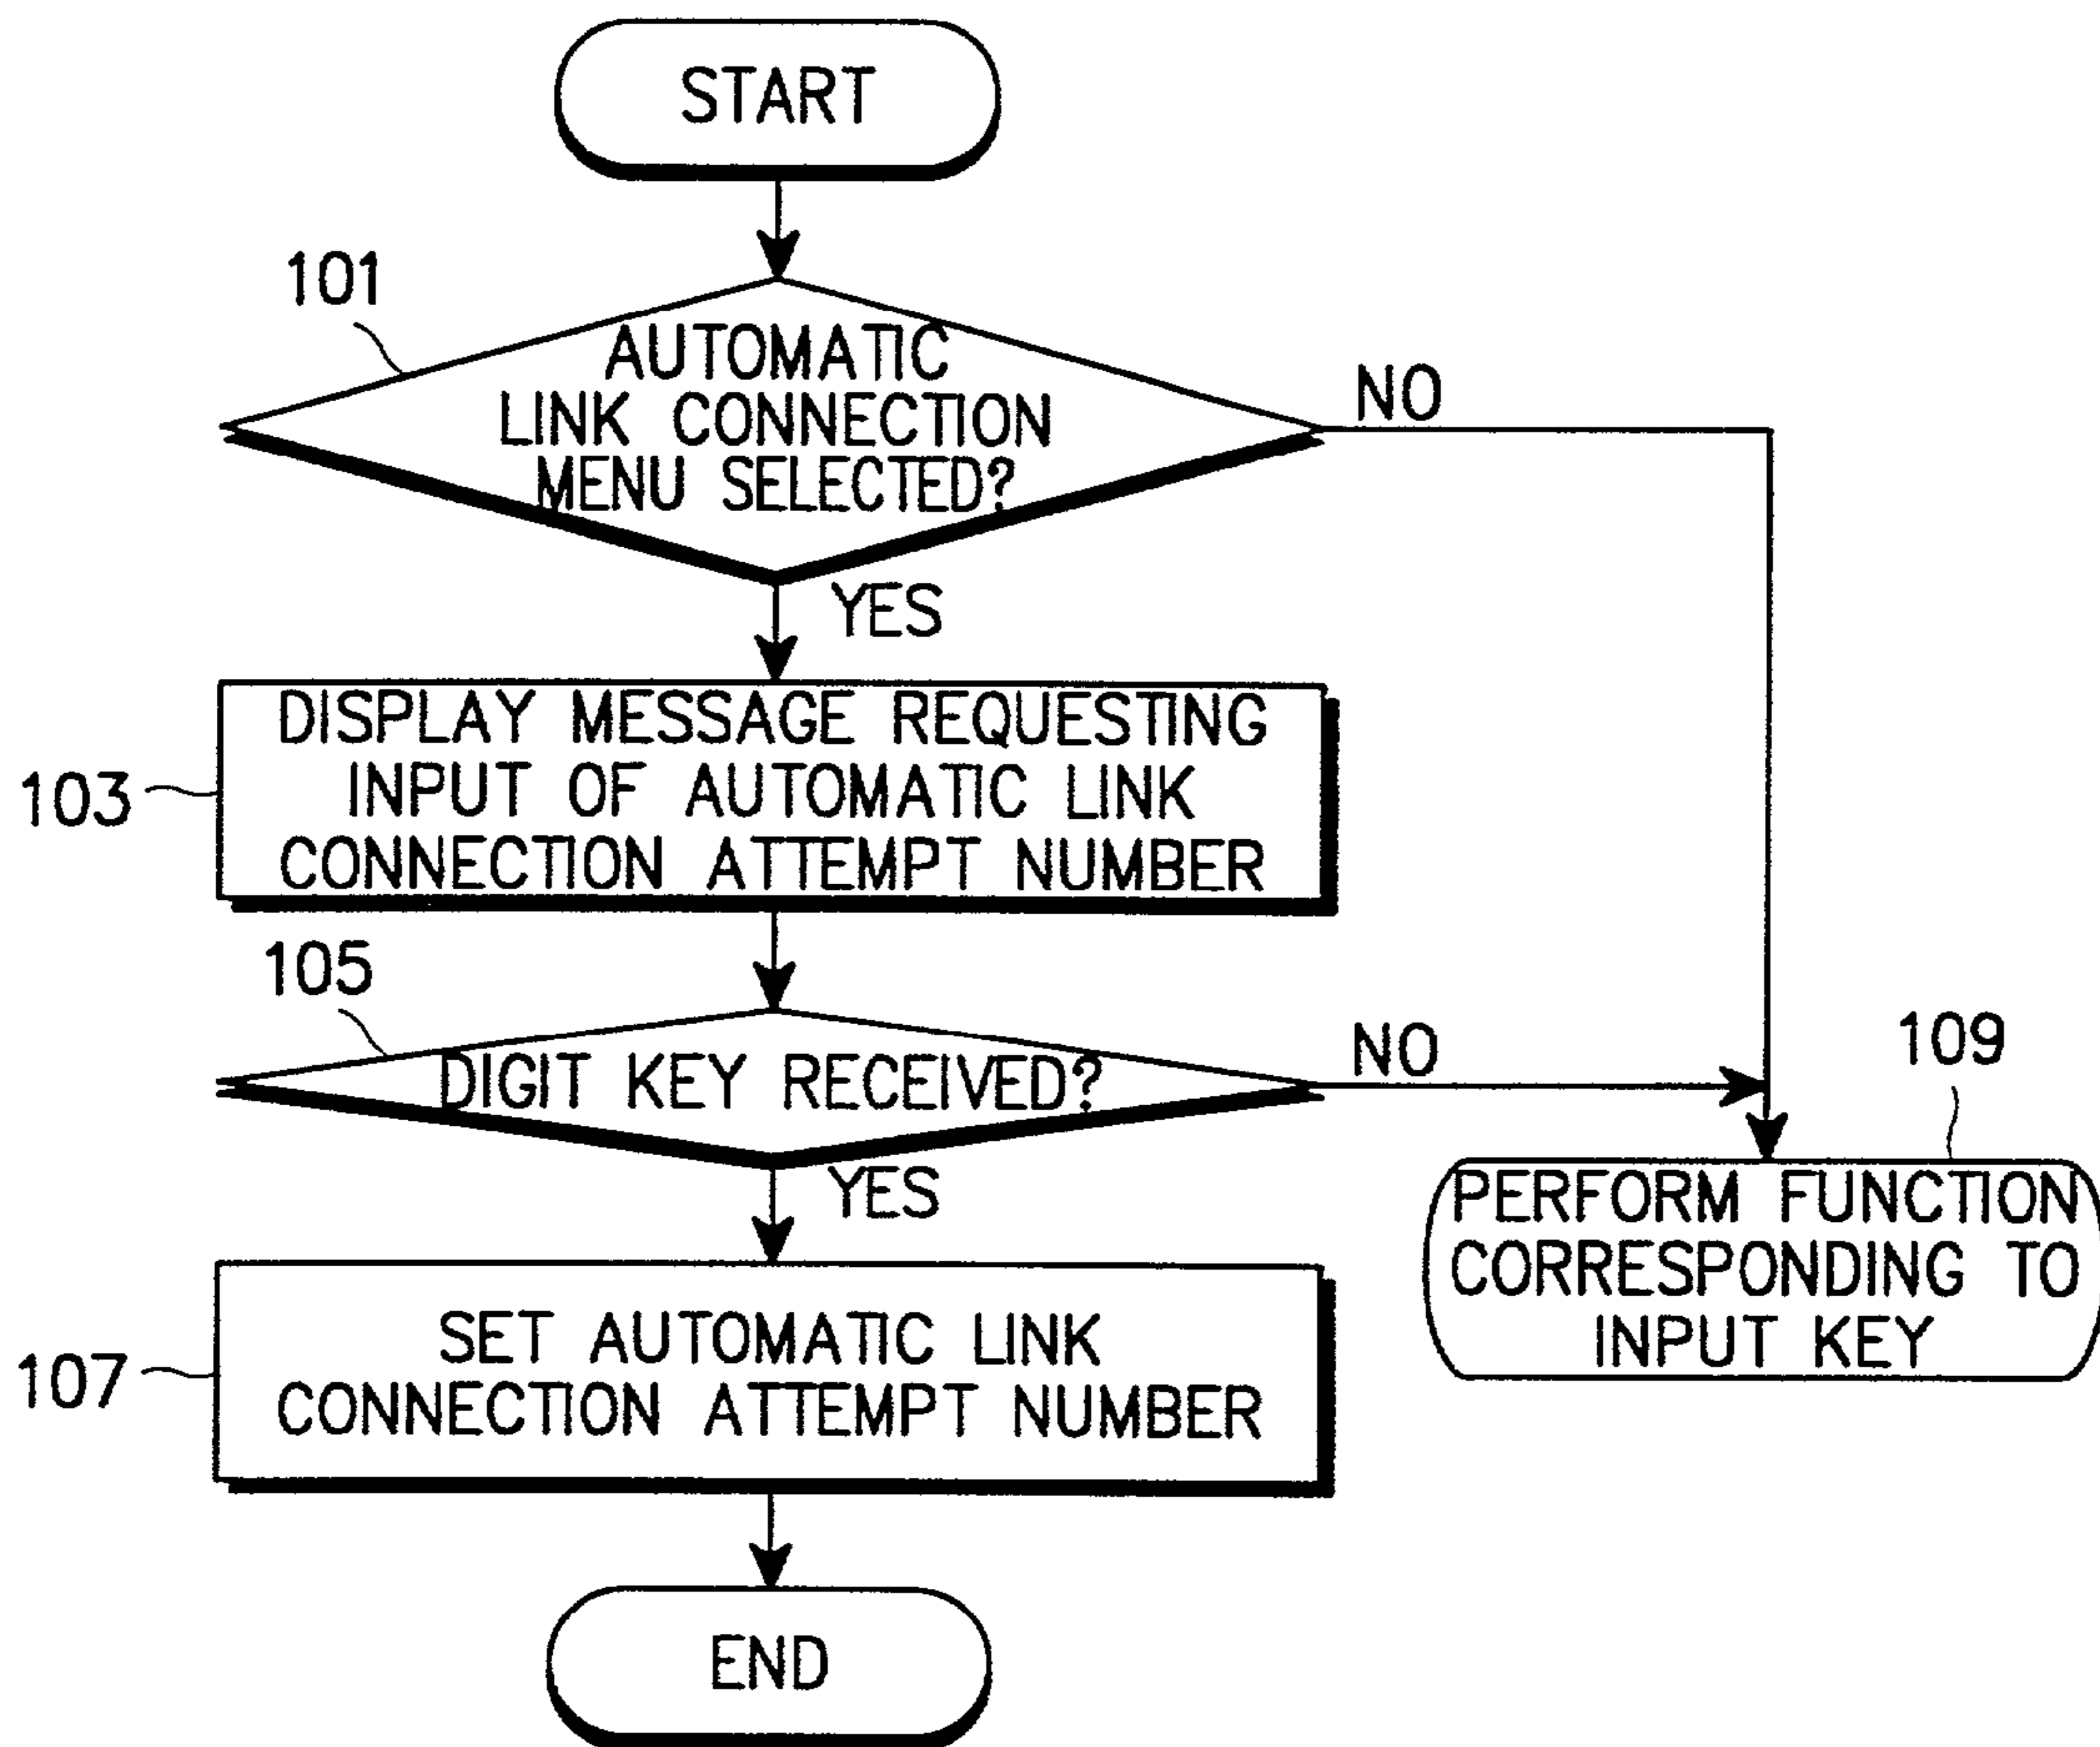 START
101
AUTOMATIC
LINK CONNECTION
MENU SELECTED?
NO
YES
103
DISPLAY MESSAGE REQUESTING
INPUT OF AUTOMATIC LINK
CONNECTION ATTEMPT NUMBER
105
DIGIT KEY RECEIVED?
NO
YES
109
PERFORM FUNCTION
CORRESPONDING TO
INPUT KEY
107
SET AUTOMATIC LINK
CONNECTION ATTEMPT NUMBER
END